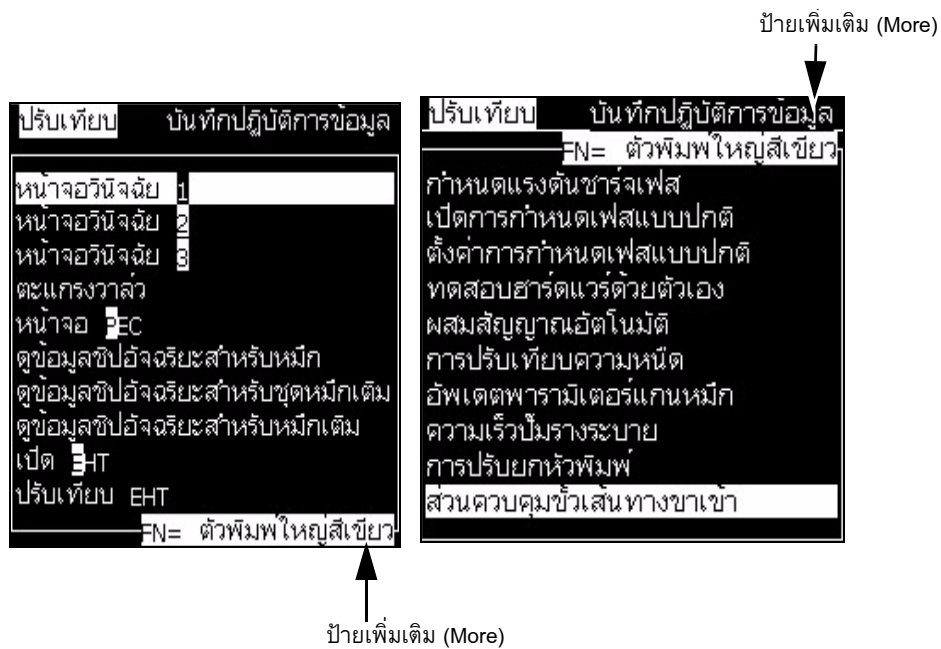 ป้ายเพิ่มเติม (More)
ปรับเทียบ บันทึกปฏิบัติการข้อมูล
หน้าจอวินิจฉัย 1
หน้าจอวินิจฉัย 2
หน้าจอวินิจฉัย 3
ตะแกรงวาล์ว
หน้าจอ PEC
ดูข้อมูลชิปอัจฉริยะสำหรับหมึก
ดูข้อมูลชิปอัจฉริยะสำหรับชุดหมึกเติม
ดูข้อมูลชิปอัจฉริยะสำหรับหมึกเติม
เปิด EHT
ปรับเทียบ EHT
FN= ตัวพิมพ์ใหญ่สีเขียว
ปรับเทียบ บันทึกปฏิบัติการข้อมูล
FN= ตัวพิมพ์ใหญ่สีเขียว
กำหนดแรงดันชาร์จเฟส
เปิดการกำหนดเฟสแบบปกติ
ตั้งค่าการกำหนดเฟสแบบปกติ
ทดสอบฮาร์ดแวร์ด้วยตัวเอง
ผสมสัญญาณอัตโนมัติ
การปรับเทียบความหนืด
อัพเดตพารามิเตอร์แกนหมึก
ความเร็วปั๊มรางระบาย
การปรับยกหัวพิมพ์
ส่วนควบคุมขั้วเส้นทางขาเข้า
ป้ายเพิ่มเติม (More)